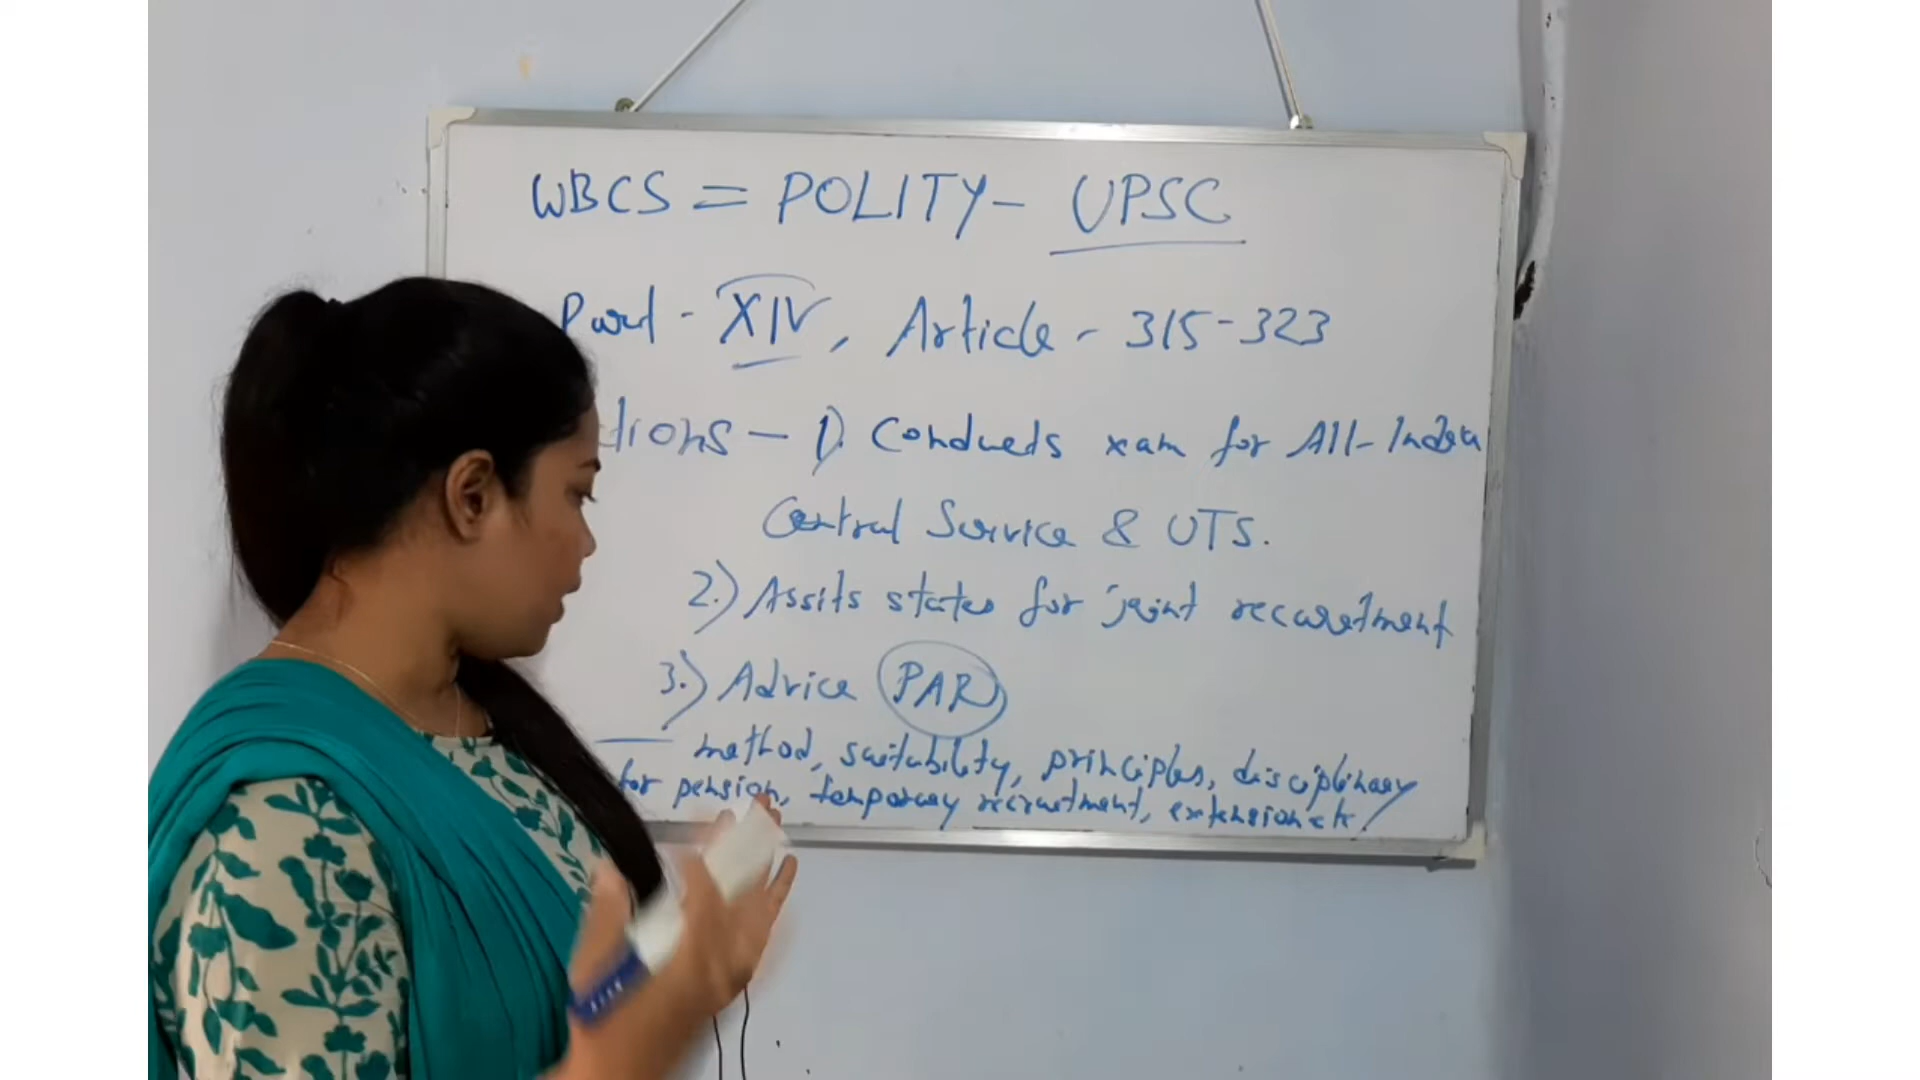 WBCS = POLITY - UPSC
Part - XIV, Article - 315-323
ctions - 1). Conducts xam for All-India
Central Service & UTS.
2.) Assits states for joint recruitment
3.) Advice PAR
method, suitability, principles, disciplinary
for pension, temporary recruitment, extension etc